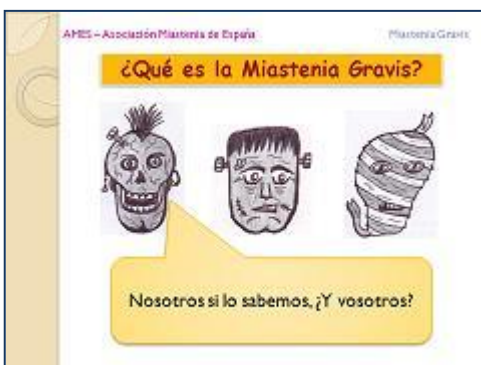 AMES – Asociación Miastenia de España
Miastenia Gravis
¿Qué es la Miastenia Gravis?
Nosotros si lo sabemos, ¿Y vosotros?